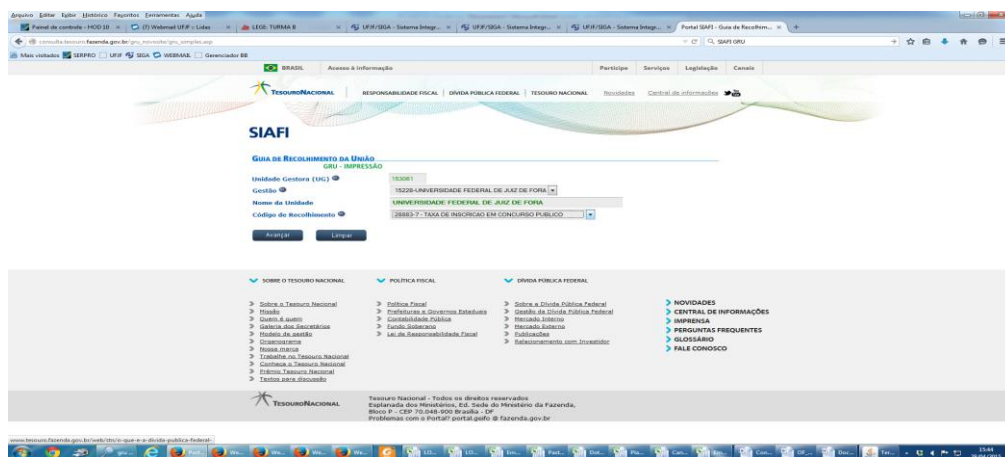 Arquivo Editar Exibir Histórico Favoritos Ferramentas Ajuda
Painel de controle - HOD 10
(7) Webmail UFJF :: Lidas
LEGE: TURMA B
UFJF/SIGA - Sistema Integr...
UFJF/SIGA - Sistema Integr...
UFJF/SIGA - Sistema Integr...
Portal SIAFI - Guia de Recolhim...
consulta.tesouro.fazenda.gov.br/gru_novosite/gru_simples.asp
SIAFI GRU
Mais visitados SERPRO UFJF SIGA WEBMAIL Gerenciador BB
BRASIL Acesso à informação Participe Serviços Legislação Canais
TESOURONACIONAL RESPONSABILIDADE FISCAL DÍVIDA PÚBLICA FEDERAL TESOURO NACIONAL Novidades Central de informações
SIAFI
GUIA DE RECOLHIMENTO DA UNIÃO
GRU - IMPRESSÃO
Unidade Gestora (UG) 153061
Gestão 15228-UNIVERSIDADE FEDERAL DE JUIZ DE FORA
Nome da Unidade UNIVERSIDADE FEDERAL DE JUIZ DE FORA
Código de Recolhimento 28883-7 - TAXA DE INSCRICAO EM CONCURSO PUBLICO
Avançar Limpar
SOBRE O TESOURO NACIONAL
Sobre o Tesouro Nacional
Missão
Quem é quem
Galeria dos Secretários
Modelo de gestão
Organograma
Nossa marca
Trabalhe no Tesouro Nacional
Conheça o Tesouro Nacional
Prêmio Tesouro Nacional
Textos para discussão
POLÍTICA FISCAL
Política Fiscal
Prefeituras e Governos Estaduais
Contabilidade Pública
Fundo Soberano
Lei de Responsabilidade Fiscal
DÍVIDA PÚBLICA FEDERAL
Sobre a Dívida Pública Federal
Gestão da Dívida Pública Federal
Mercado Interno
Mercado Externo
Publicações
Relacionamento com Investidor
NOVIDADES
CENTRAL DE INFORMAÇÕES
IMPRENSA
PERGUNTAS FREQUENTES
GLOSSÁRIO
FALE CONOSCO
TESOURONACIONAL
Tesouro Nacional - Todos os direitos reservados
Esplanada dos Ministérios, Ed. Sede do Ministério da Fazenda,
Bloco P - CEP 70.048-900 Brasília - DF
Problemas com o Portal? portal.geifo @ fazenda.gov.br
www.tesouro.fazenda.gov.br/web/stn/o-que-e-a-divida-publica-federal-
15:44